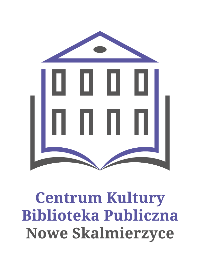 Centrum Kultury
Biblioteka Publiczna
Nowe Skalmierzyce